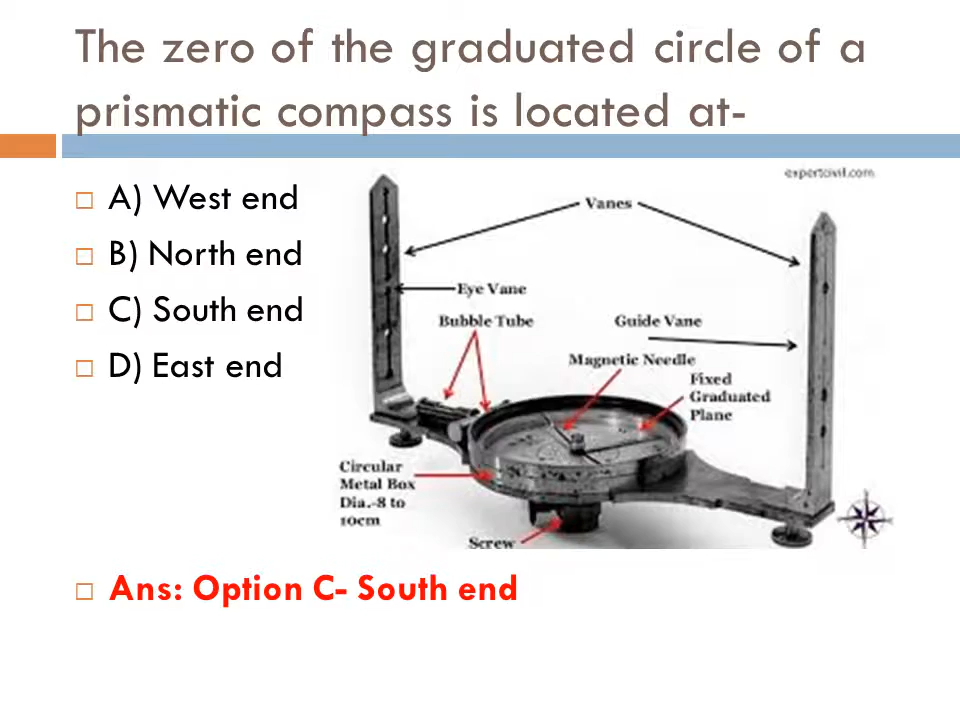 The zero of the graduated circle of a
prismatic compass is located at-
expertcivil.com
A) West end
B) North end
C) South end
D) East end
Vanes
Eye Vane
Bubble Tube
Guide Vane
Magnetic Needle
Fixed
Graduated
Plane
Circular
Metal Box
Dia.-8 to
10cm
Screw
Ans: Option C- South end